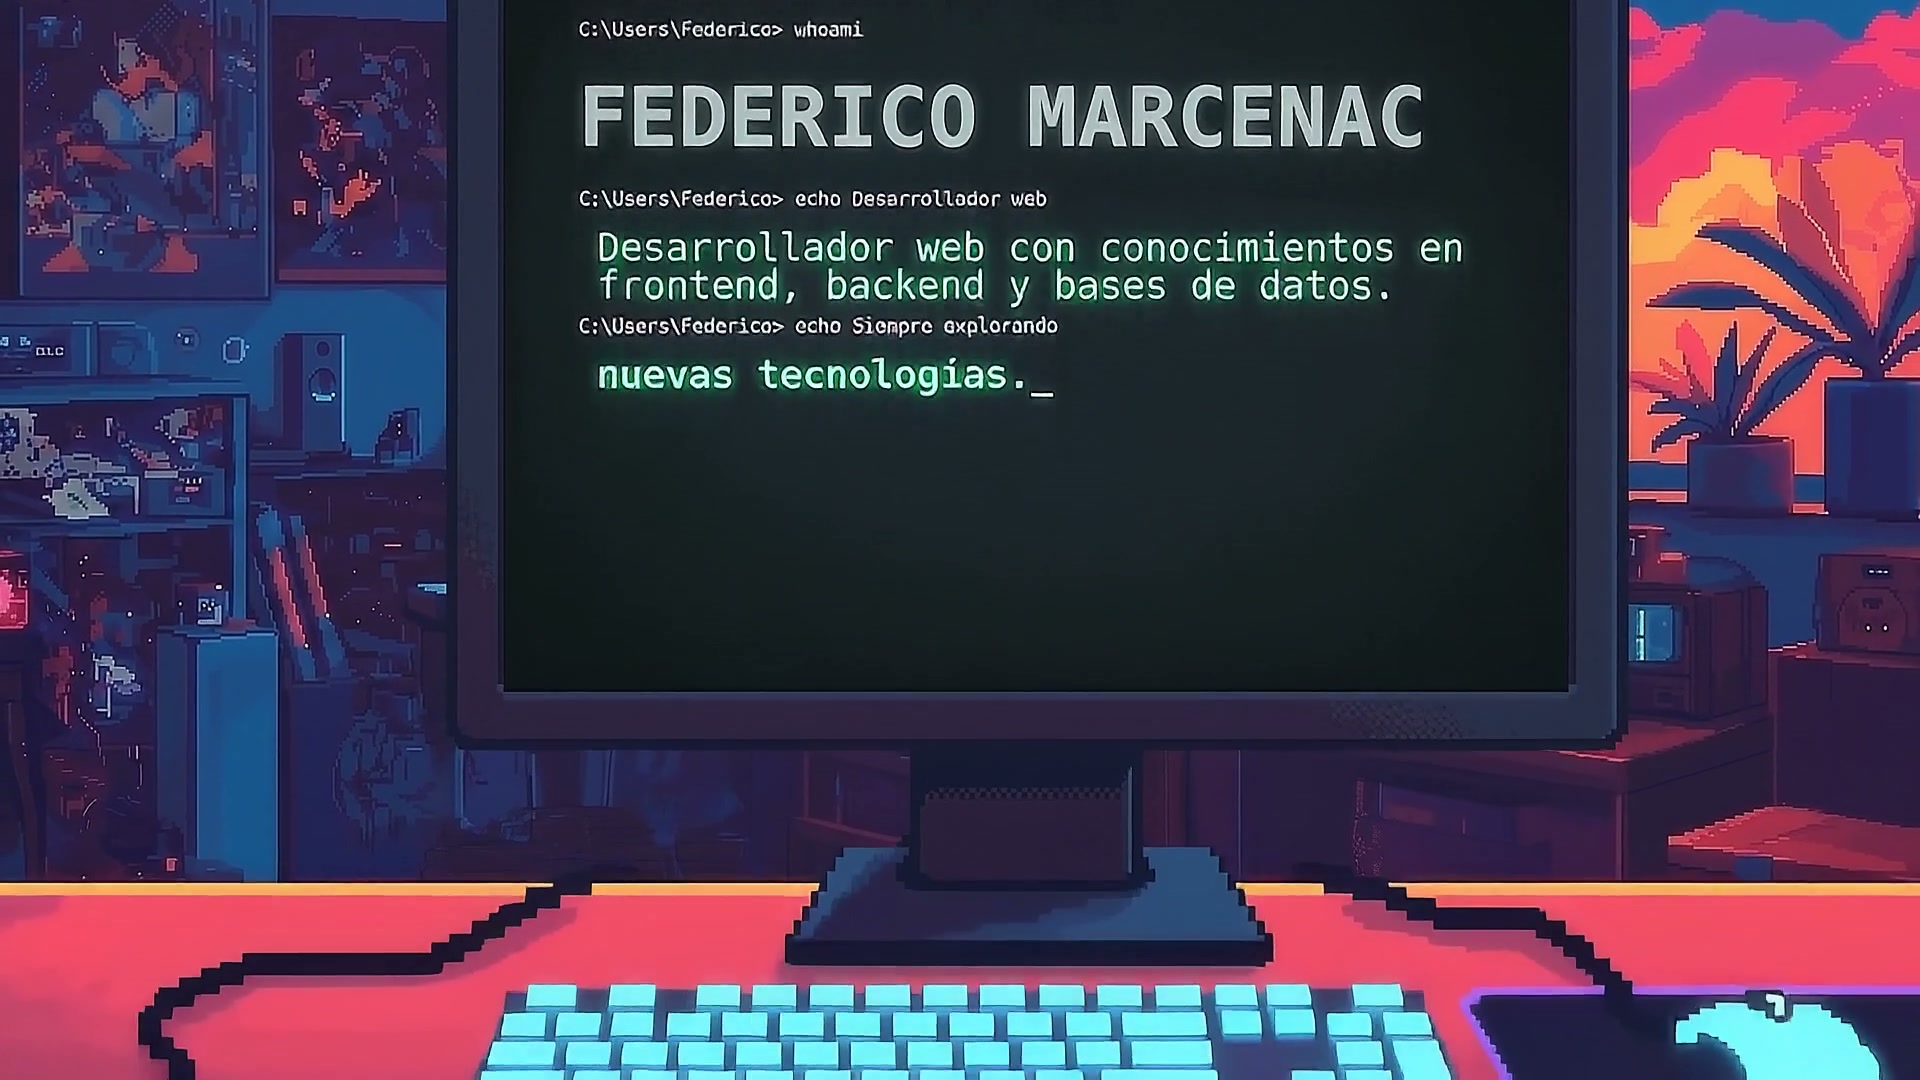 C:\Users\Federico> whoami
FEDERICO MARCENAC
C:\Users\Federico> echo Desarrollador web
Desarrollador web con conocimientos en
frontend, backend y bases de datos.
C:\Users\Federico> echo Siempre explorando
nuevas tecnologías._